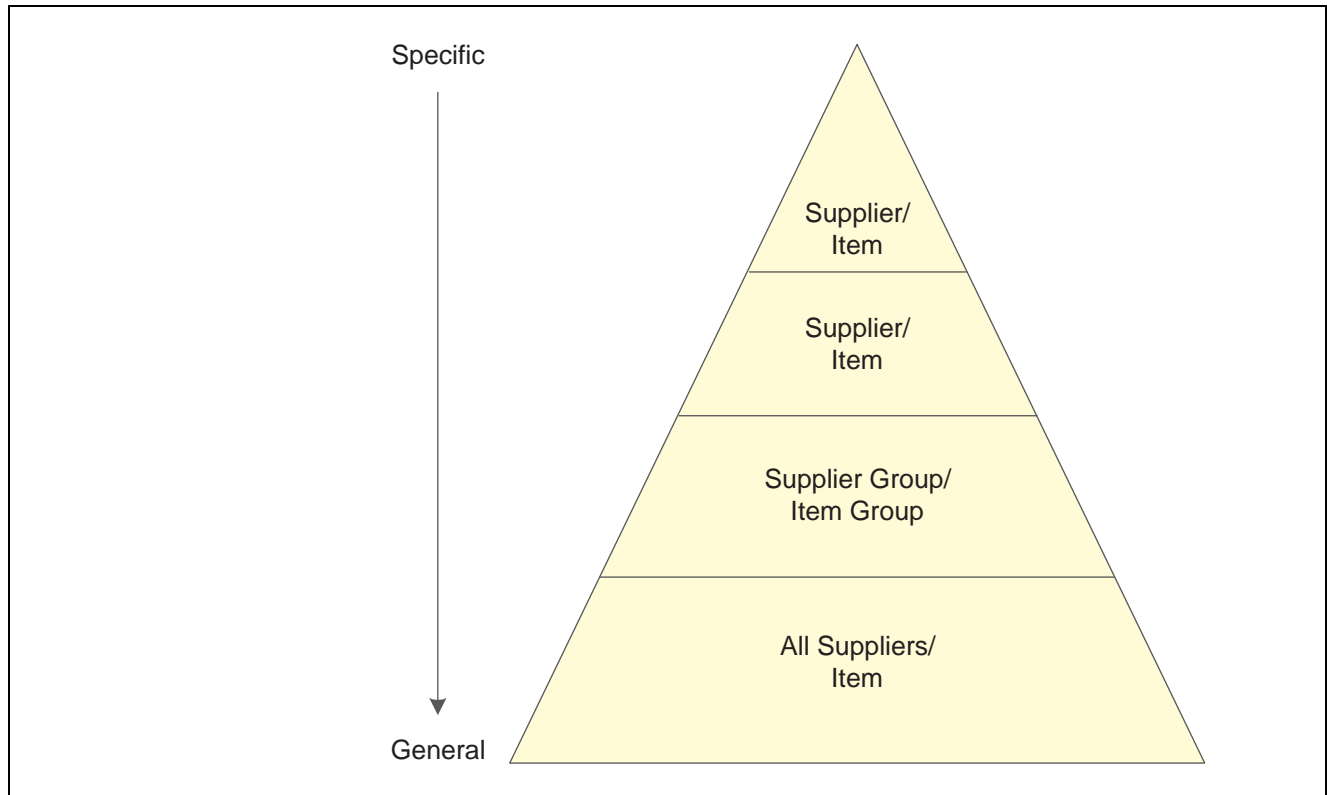 Specific
Supplier/
Item
Supplier/
Item
Supplier Group/
Item Group
All Suppliers/
Item
General